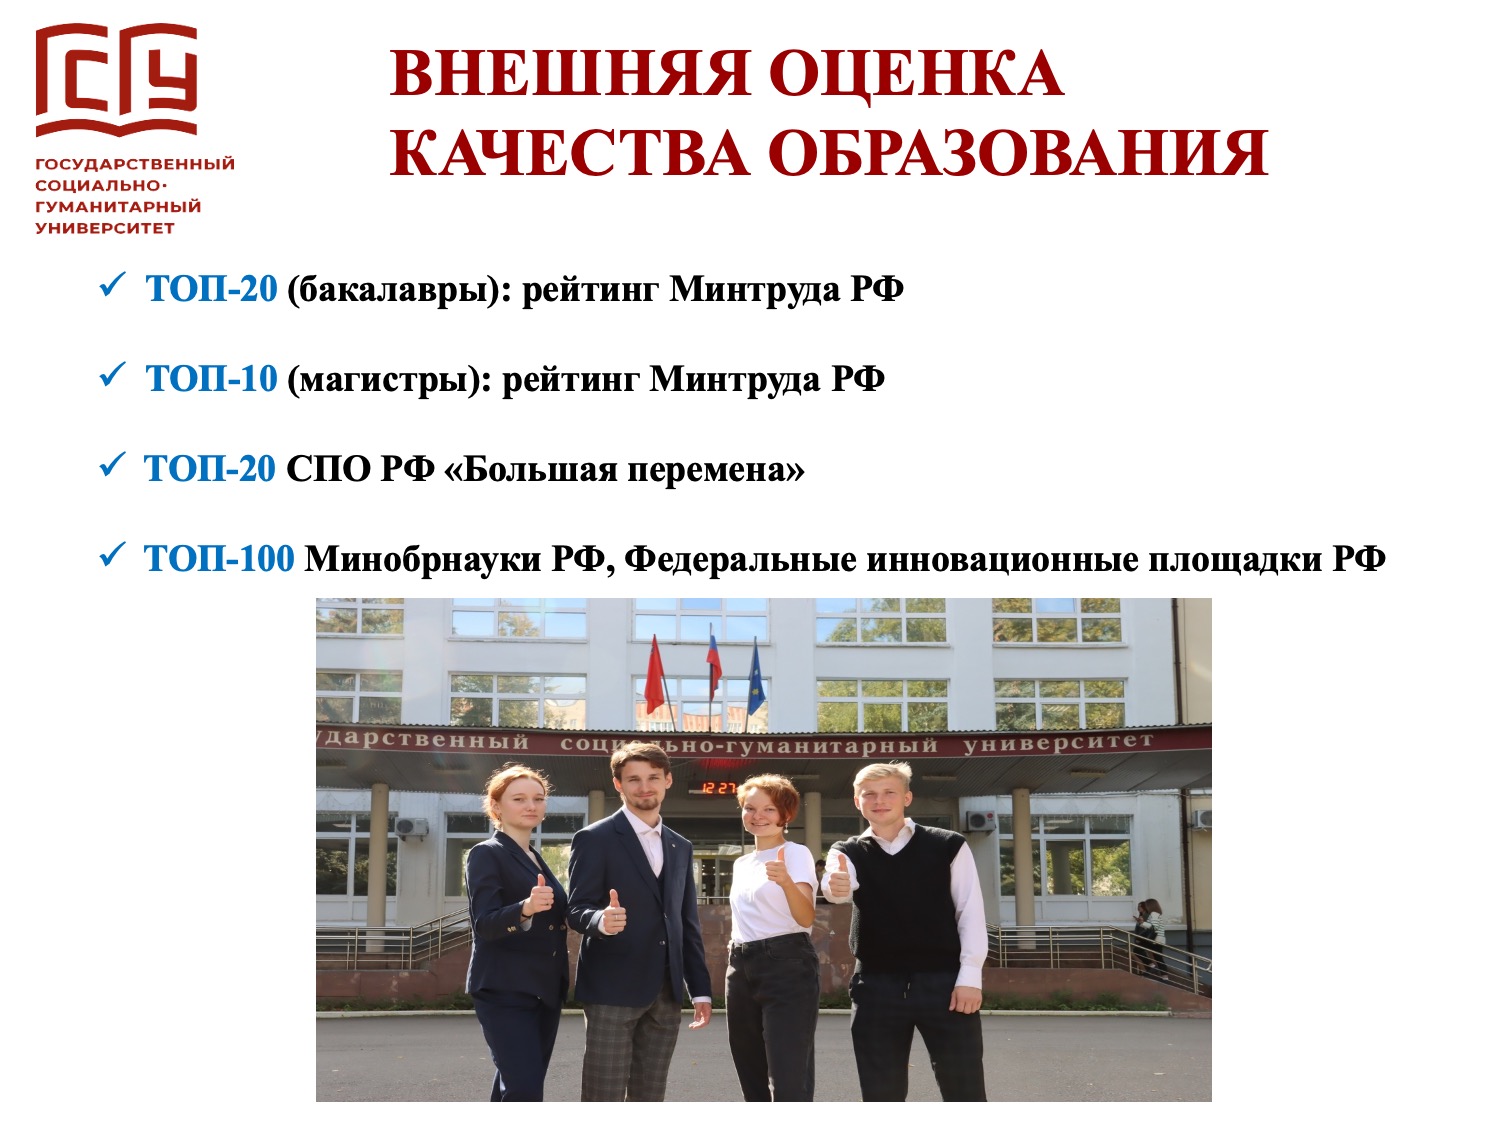 ГСГУ
ГОСУДАРСТВЕННЫЙ
СОЦИАЛЬНО-
ГУМАНИТАРНЫЙ
УНИВЕРСИТЕТ
ВНЕШНЯЯ ОЦЕНКА
КАЧЕСТВА ОБРАЗОВАНИЯ
ТОП-20 (бакалавры): рейтинг Минтруда РФ
ТОП-10 (магистры): рейтинг Минтруда РФ
ТОП-20 СПО РФ «Большая перемена»
ТОП-100 Минобрнауки РФ, Федеральные инновационные площадки РФ
ударственный социально-гуманитарный университет
12:27